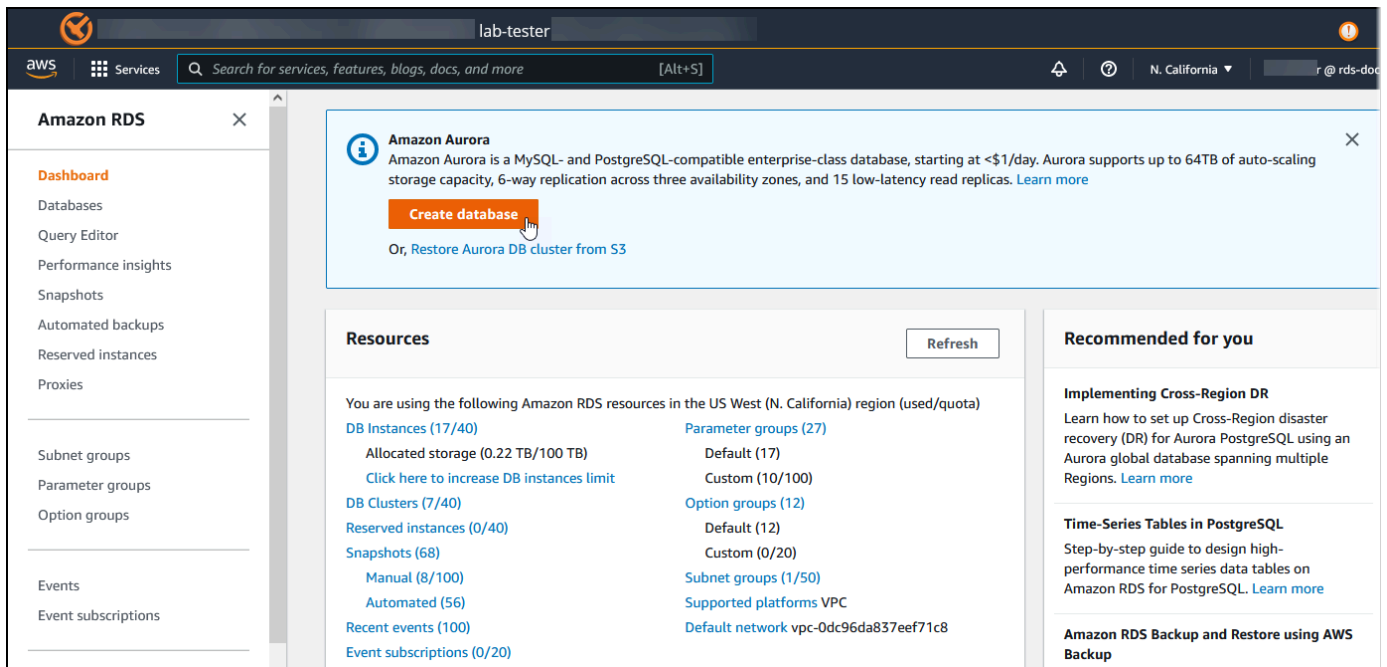 lab-tester
aws
Services
Search for services, features, blogs, docs, and more
[Alt+S]
N. California ▼
r @ rds-doc
Amazon RDS
Dashboard
Databases
Query Editor
Performance insights
Snapshots
Automated backups
Reserved instances
Proxies
Subnet groups
Parameter groups
Option groups
Events
Event subscriptions
Amazon Aurora
Amazon Aurora is a MySQL- and PostgreSQL-compatible enterprise-class database, starting at <$1/day. Aurora supports up to 64TB of auto-scaling
storage capacity, 6-way replication across three availability zones, and 15 low-latency read replicas. Learn more
Create database
Or, Restore Aurora DB cluster from S3
Resources
Refresh
You are using the following Amazon RDS resources in the US West (N. California) region (used/quota)
DB Instances (17/40)
Allocated storage (0.22 TB/100 TB)
Click here to increase DB instances limit
DB Clusters (7/40)
Reserved instances (0/40)
Snapshots (68)
Manual (8/100)
Automated (56)
Recent events (100)
Event subscriptions (0/20)
Parameter groups (27)
Default (17)
Custom (10/100)
Option groups (12)
Default (12)
Custom (0/20)
Subnet groups (1/50)
Supported platforms VPC
Default network vpc-0dc96da837eef71c8
Recommended for you
Implementing Cross-Region DR
Learn how to set up Cross-Region disaster
recovery (DR) for Aurora PostgreSQL using an
Aurora global database spanning multiple
Regions. Learn more
Time-Series Tables in PostgreSQL
Step-by-step guide to design high-
performance time series data tables on
Amazon RDS for PostgreSQL. Learn more
Amazon RDS Backup and Restore using AWS
Backup